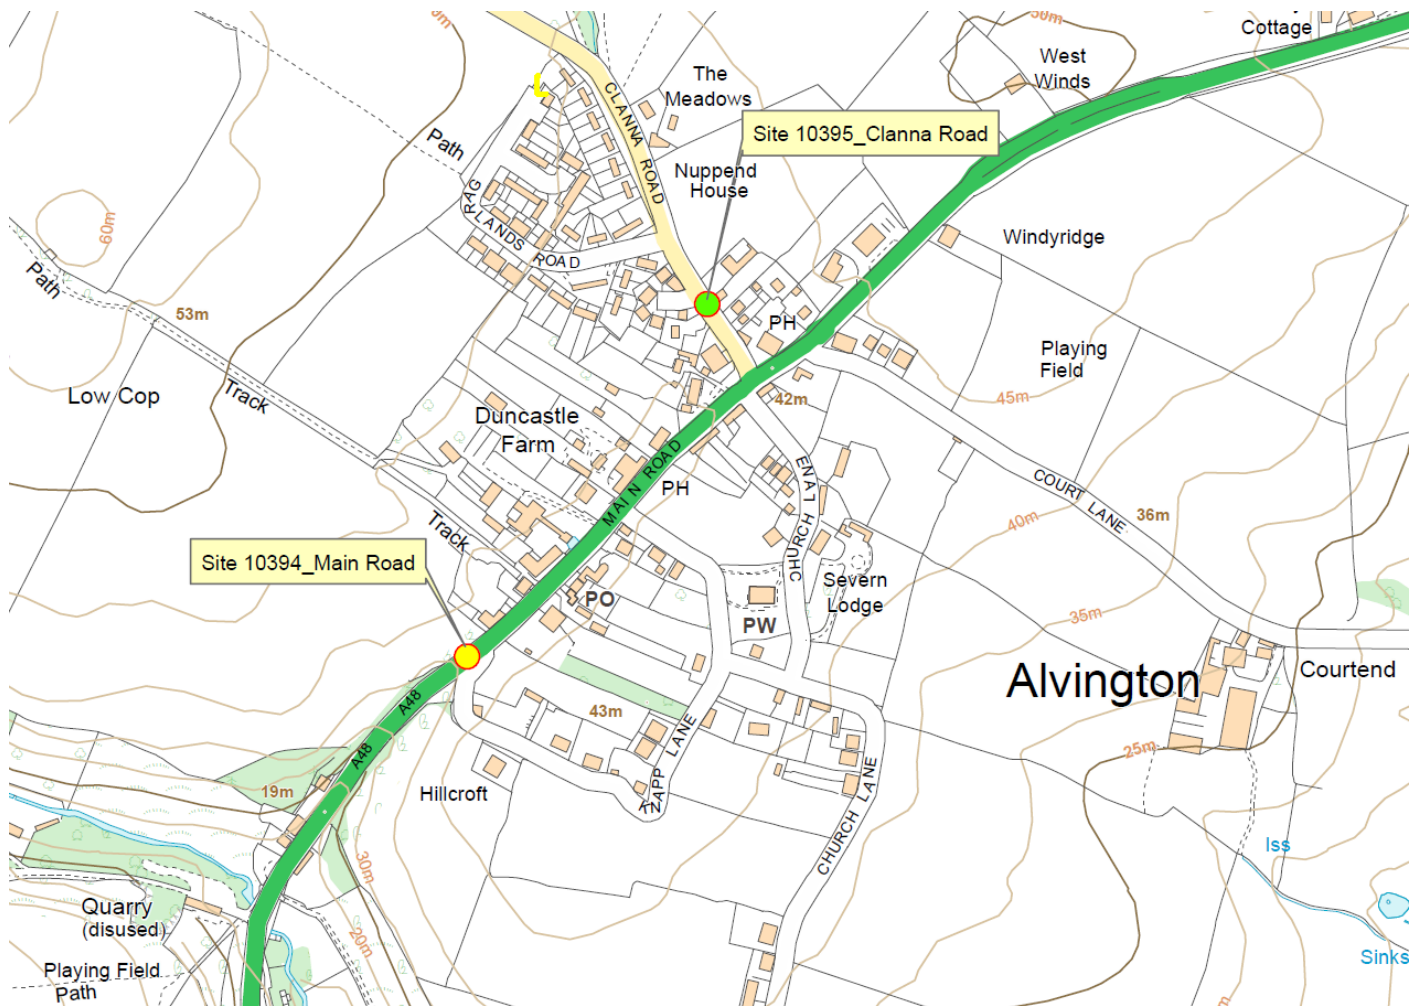 50m
Cottage
West
Winds
The
Meadows
CLANNA ROAD
Site 10395_Clanna Road
Path
Nuppend
House
RAG
LANDS
ROAD
60m
Windyridge
Path
53m
PH
Playing
Field
Low Cop
Track
45m
42m
Duncastle
Farm
MAIN ROAD
PH
CHURCH LANE
COURT LANE
36m
40m
Track
Site 10394_Main Road
Severn
Lodge
PO
PW
35m
Alvington
Courtend
A48
A48
43m
25m
19m
Hillcroft
KNAPP LANE
CHURCH LANE
Iss
30m
Quarry
(disused)
20m
Sinks
Playing Field
Path